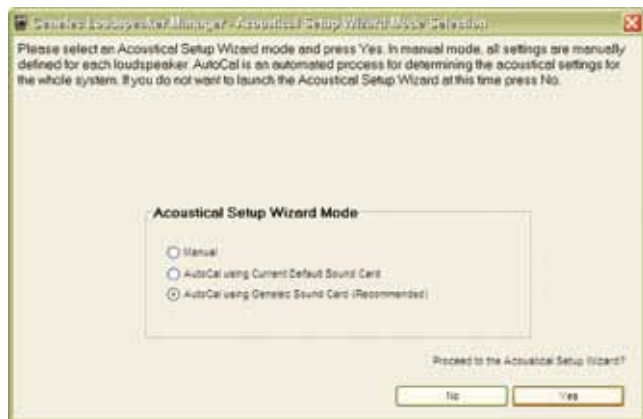 Genelec Loudspeaker Manager - Acoustical Setup Wizard Mode Selection
Please select an Acoustical Setup Wizard mode and press Yes. In manual mode, all settings are manually
defined for each loudspeaker. AutoCal is an automated process for determining the acoustical settings for
the whole system. If you do not want to launch the Acoustical Setup Wizard at this time press No.
Acoustical Setup Wizard Mode
Manual
AutoCal using Current Default Sound Card
AutoCal using Genelec Sound Card (Recommended)
Proceed to the Acoustical Setup Wizard?
No
Yes